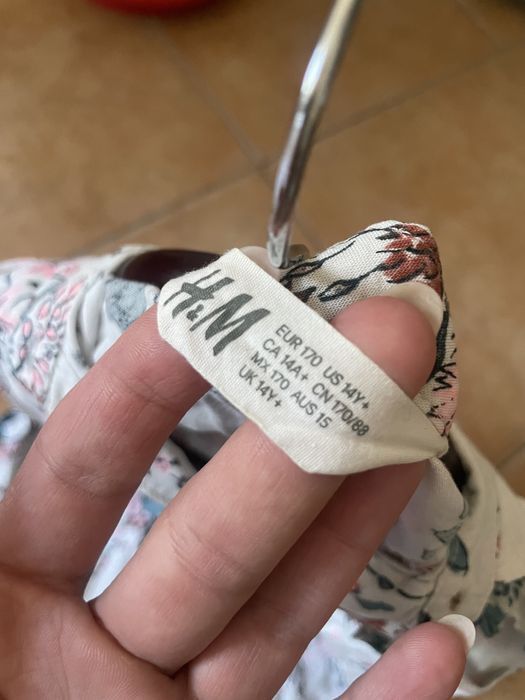 H&M
EUR 170 US 14Y+
CA 14A+ CN 170/88
MX 170 AUS 15
UK 14Y+